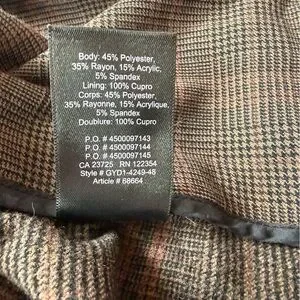 Body: 45% Polyester,
35% Rayon, 15% Acrylic,
5% Spandex
Lining: 100% Cupro
Corps: 45% Polyester,
35% Rayonne, 15% Acrylique,
5% Spandex
Doublure: 100% Cupro
P.O. # 4500097143
P.O. # 4500097144
P.O. # 4500097145
CA 23725 RN 122354
Style # GYD1-4249-46
Article # 68664